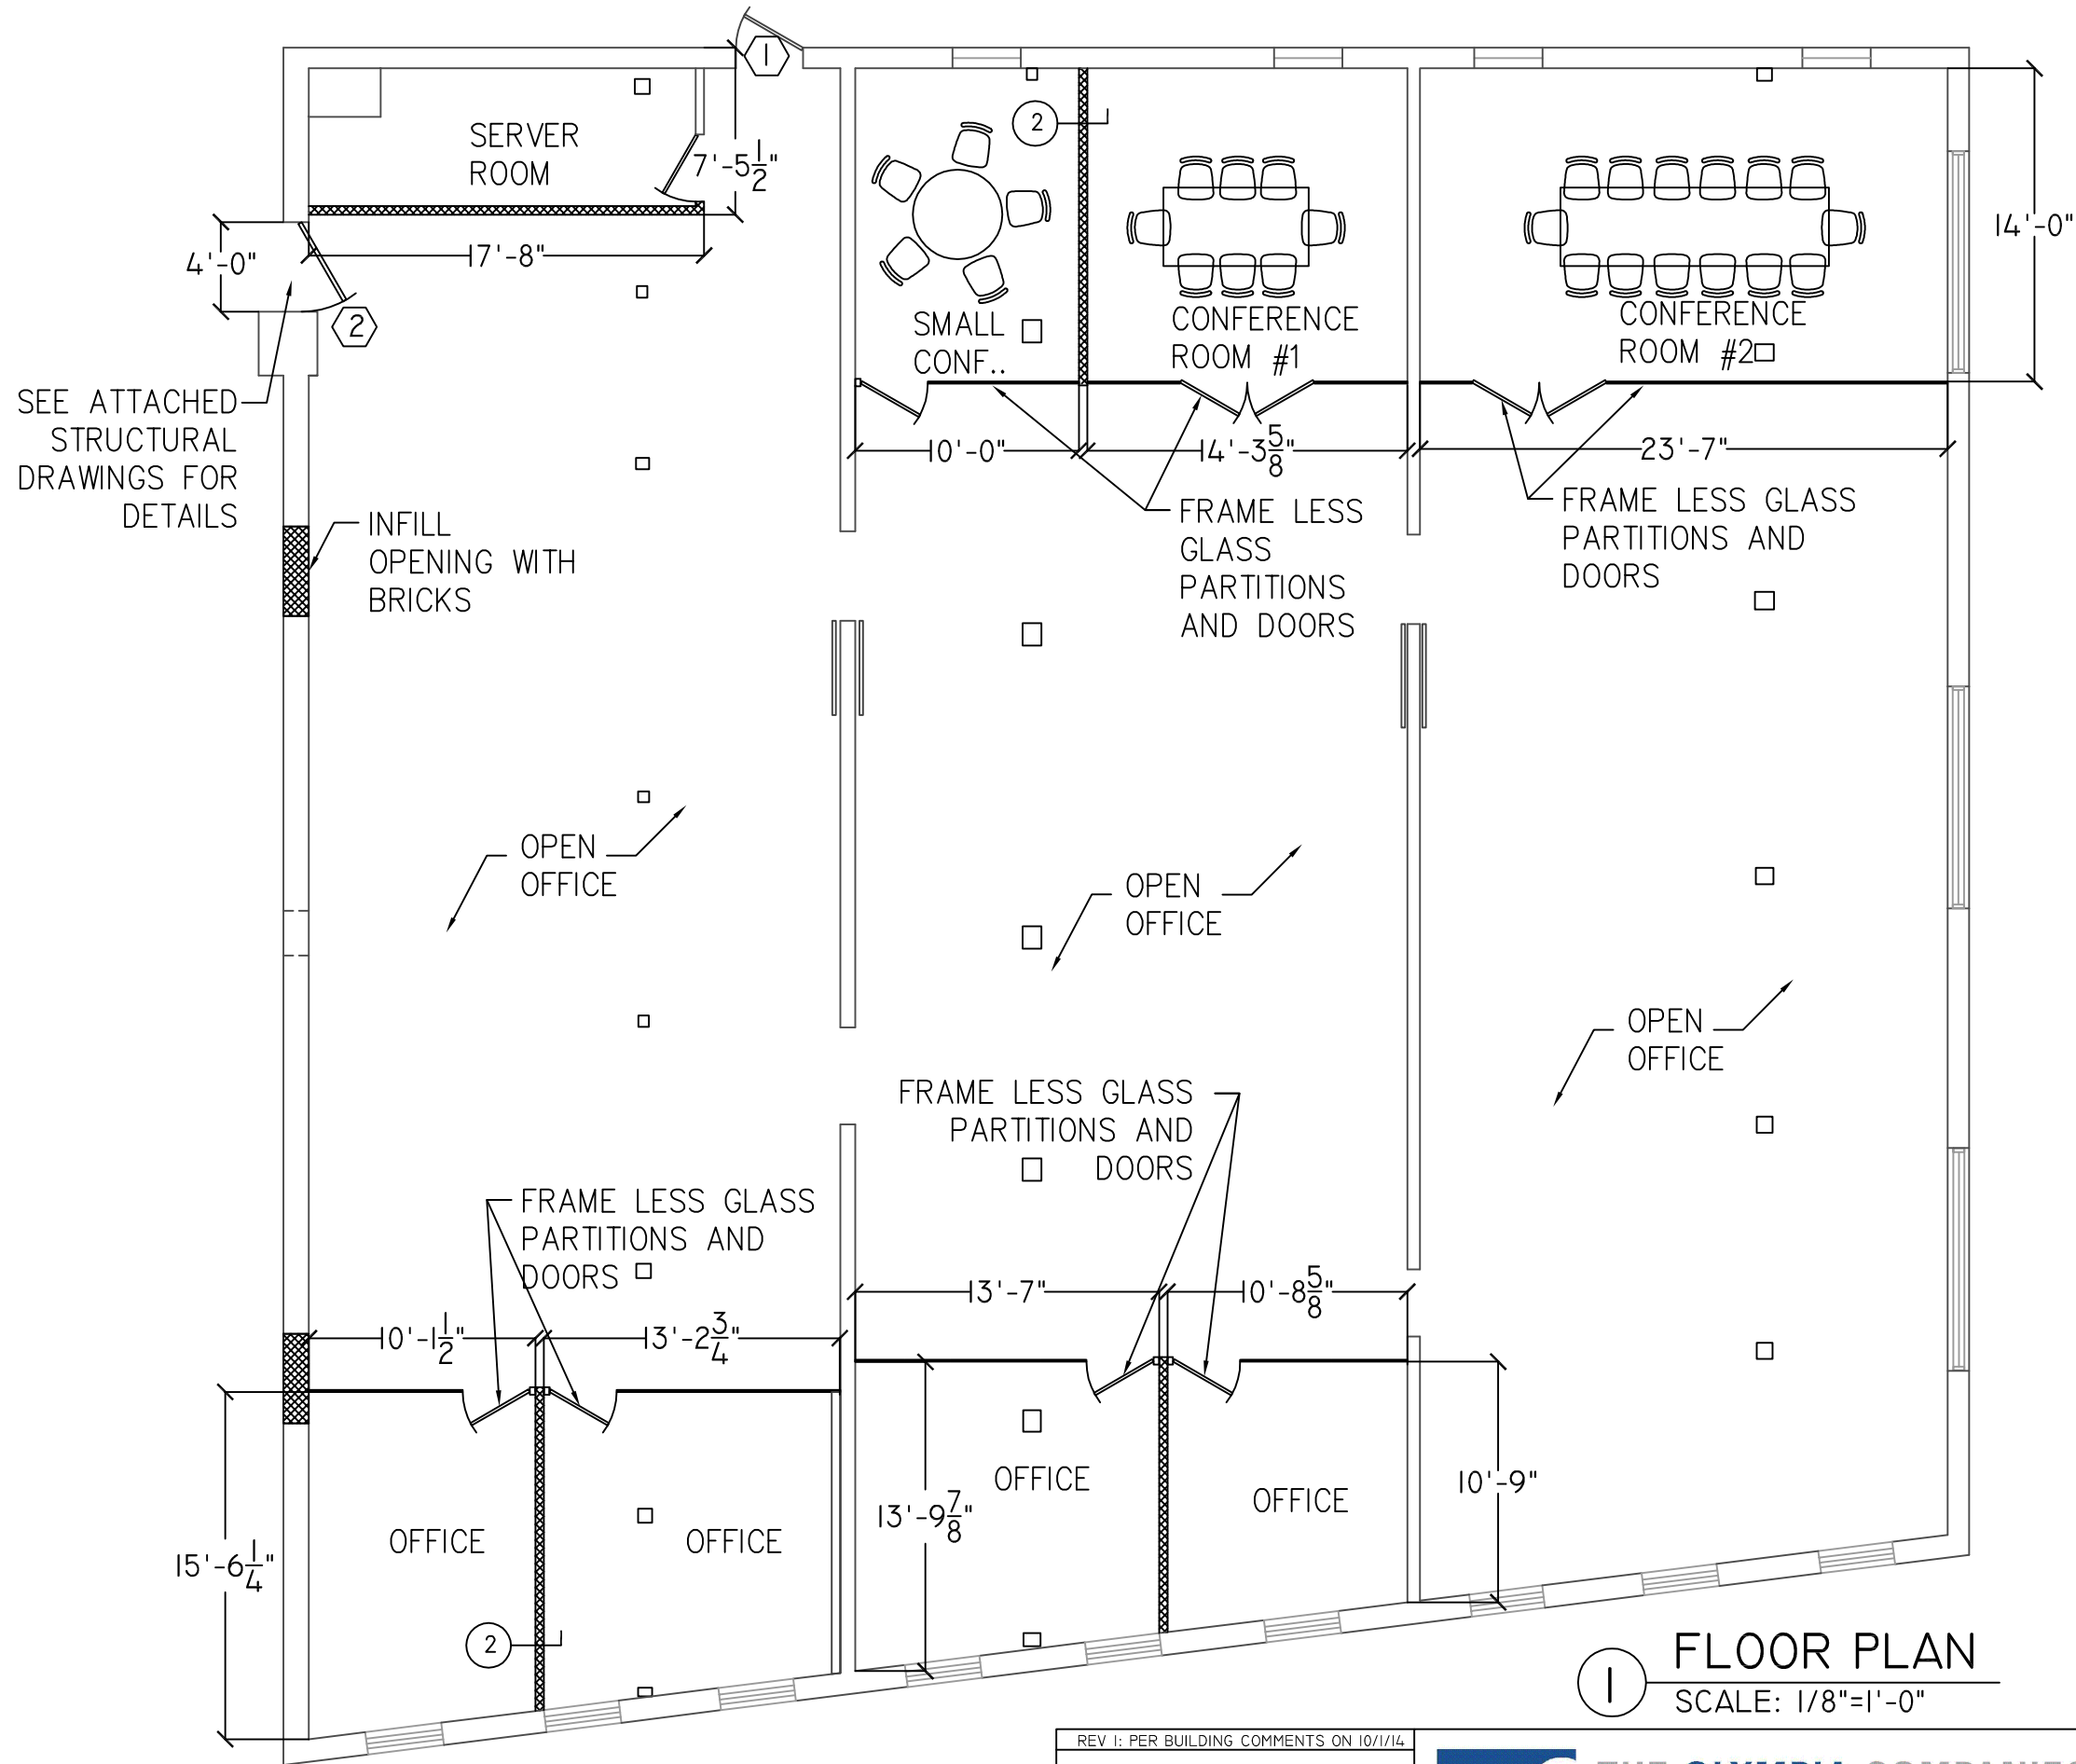 1
SERVER
ROOM
7'-5 1/2"
2
4'-0"
17'-8"
14'-0"
2
SMALL
CONF..
CONFERENCE
ROOM #1
CONFERENCE
ROOM #2
SEE ATTACHED
STRUCTURAL
DRAWINGS FOR
DETAILS
10'-0"
14'-3 5/8"
23'-7"
INFILL
OPENING WITH
BRICKS
FRAME LESS
GLASS
PARTITIONS
AND DOORS
FRAME LESS GLASS
PARTITIONS AND
DOORS
OPEN
OFFICE
OPEN
OFFICE
OPEN
OFFICE
FRAME LESS GLASS
PARTITIONS AND
DOORS
FRAME LESS GLASS
PARTITIONS AND
DOORS
13'-7"
10'-8 5/8"
10'-1 1/2"
13'-2 3/4"
OFFICE
OFFICE
10'-9"
13'-9 7/8"
OFFICE
OFFICE
15'-6 1/4"
2
1
FLOOR PLAN
SCALE: 1/8"=1'-0"
REV 1: PER BUILDING COMMENTS ON 10/1/14
THE OLYMPIA COMPANIES